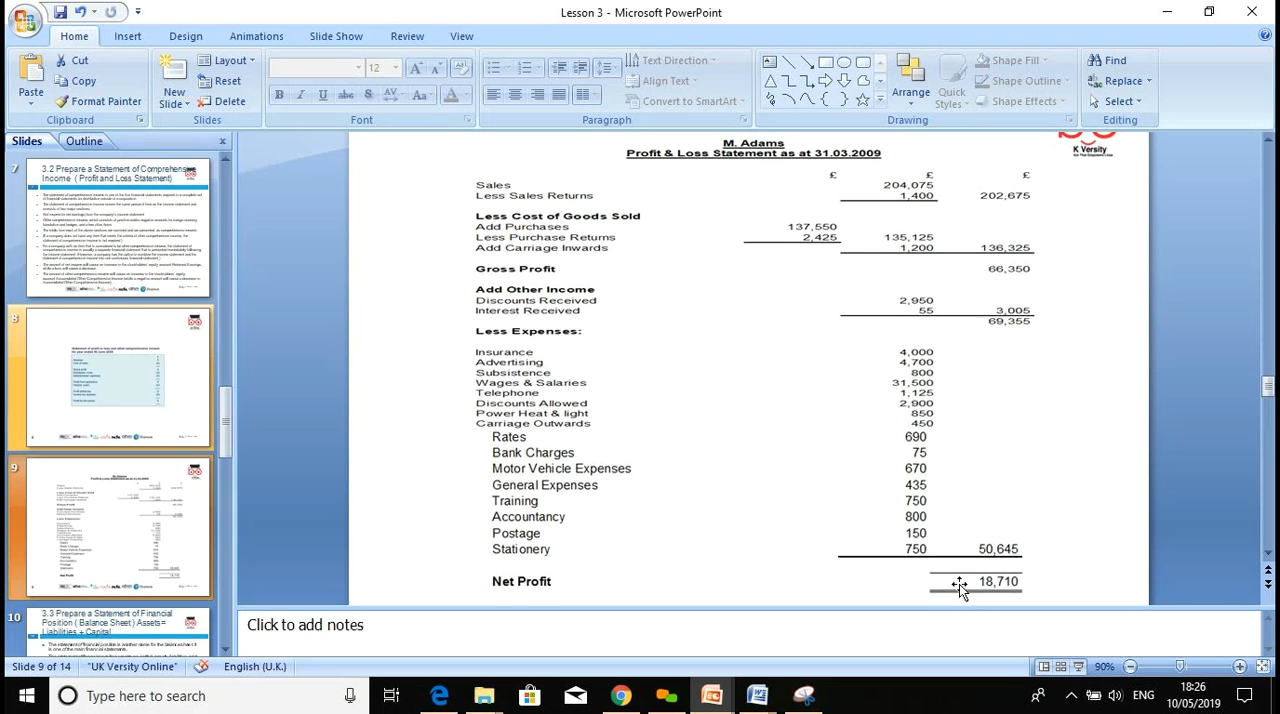 Lesson 3 - Microsoft PowerPoint
Home Insert Design Animations Slide Show Review View
Paste
Cut
Copy
Format Painter
Clipboard
New Slide
Layout
Reset
Delete
Slides
12
B I U abc S AV Aa A
Font
Text Direction
Align Text
Convert to SmartArt
Paragraph
Arrange
Quick Styles
Shape Fill
Shape Outline
Shape Effects
Drawing
Find
Replace
Select
Editing
Slides Outline
7
3.2 Prepare a Statement of Comprehensive
Income ( Profit and Loss Statement)
8
9
10
3.3 Prepare a Statement of Financial
Position ( Balance Sheet ) Assets=
Liabilities + Capital
K Versity
M. Adams
Profit & Loss Statement as at 31.03.2009
£ £ £
Sales 204,075
Less Sales Returns 1,400 202,675
Less Cost of Goods Sold
Add Purchases 137,550
Less Purchase Returns 2,425 135,125
Add Carriage Inwards 1,200 136,325
Gross Profit 66,350
Add Other Income
Discounts Received 2,950
Interest Received 55 3,005
69,355
Less Expenses:
Insurance 4,000
Advertising 4,700
Subsistence 800
Wages & Salaries 31,500
Telephone 1,125
Discounts Allowed 2,900
Power Heat & light 850
Carriage Outwards 450
Rates 690
Bank Charges 75
Motor Vehicle Expenses 670
General Expenses 435
Training 750
Accountancy 800
Postage 150
Stationery 750 50,645
Net Profit 18,710
Click to add notes
Slide 9 of 14 "UK Versity Online" English (U.K.) 90%
Type here to search
ENG
18:26
10/05/2019